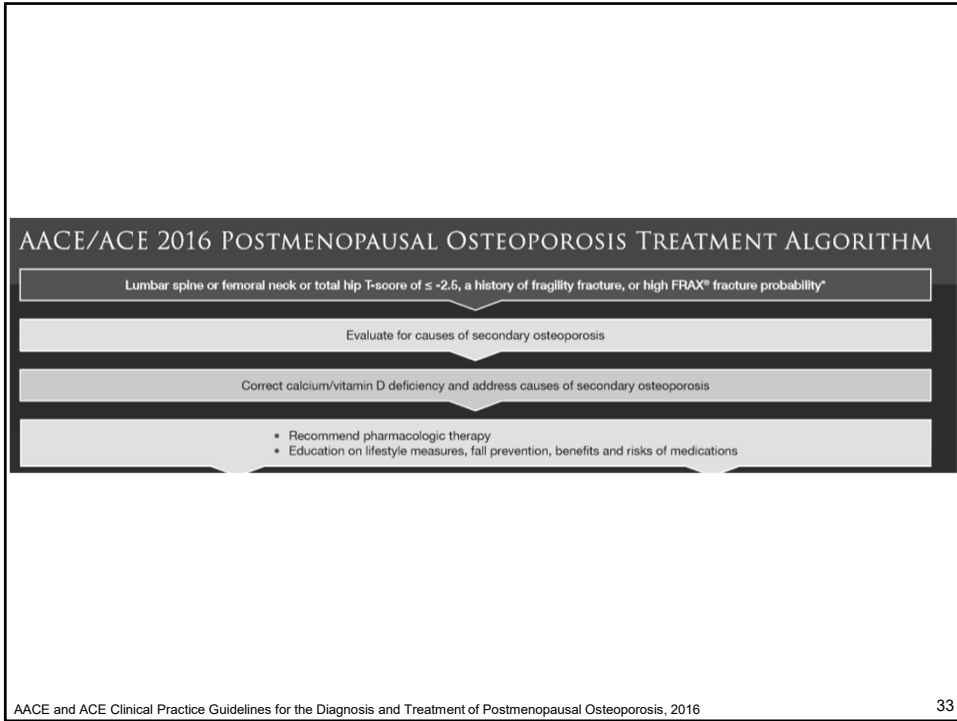 AACE/ACE 2016 POSTMENOPAUSAL OSTEOPOROSIS TREATMENT ALGORITHM
Lumbar spine or femoral neck or total hip T-score of ≤ -2.5, a history of fragility fracture, or high FRAX® fracture probability*
Evaluate for causes of secondary osteoporosis
Correct calcium/vitamin D deficiency and address causes of secondary osteoporosis
• Recommend pharmacologic therapy
• Education on lifestyle measures, fall prevention, benefits and risks of medications
AACE and ACE Clinical Practice Guidelines for the Diagnosis and Treatment of Postmenopausal Osteoporosis, 2016
33